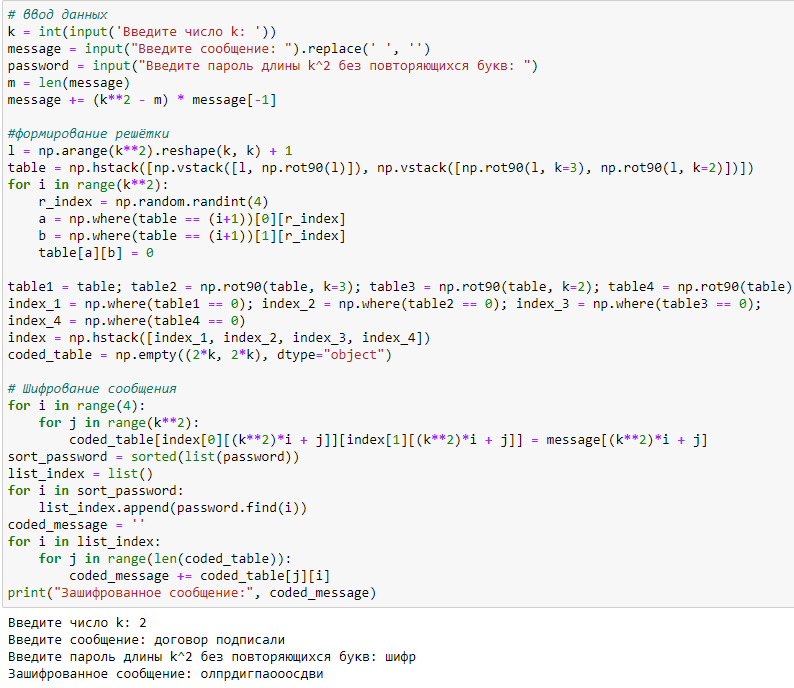 # ввод данных
k = int(input('Введите число k: '))
message = input("Введите сообщение: ").replace(' ', '')
password = input("Введите пароль длины k^2 без повторяющихся букв: ")
m = len(message)
message += (k**2 - m) * message[-1]

#формирование решётки
l = np.arange(k**2).reshape(k, k) + 1
table = np.hstack([np.vstack([l, np.rot90(l)]), np.vstack([np.rot90(l, k=3), np.rot90(l, k=2)])])
for i in range(k**2):
    r_index = np.random.randint(4)
    a = np.where(table == (i+1))[0][r_index]
    b = np.where(table == (i+1))[1][r_index]
    table[a][b] = 0

table1 = table; table2 = np.rot90(table, k=3); table3 = np.rot90(table, k=2); table4 = np.rot90(table)
index_1 = np.where(table1 == 0); index_2 = np.where(table2 == 0); index_3 = np.where(table3 == 0);
index_4 = np.where(table4 == 0)
index = np.hstack([index_1, index_2, index_3, index_4])
coded_table = np.empty((2*k, 2*k), dtype="object")

# Шифрование сообщения
for i in range(4):
    for j in range(k**2):
        coded_table[index[0][(k**2)*i + j]][index[1][(k**2)*i + j]] = message[(k**2)*i + j]
sort_password = sorted(list(password))
list_index = list()
for i in sort_password:
    list_index.append(password.find(i))
coded_message = ''
for i in list_index:
    for j in range(len(coded_table)):
        coded_message += coded_table[j][i]
print("Зашифрованное сообщение:", coded_message)

Введите число k: 2
Введите сообщение: договор подписали
Введите пароль длины k^2 без повторяющихся букв: шифр
Зашифрованное сообщение: олпрдигпаооосдви